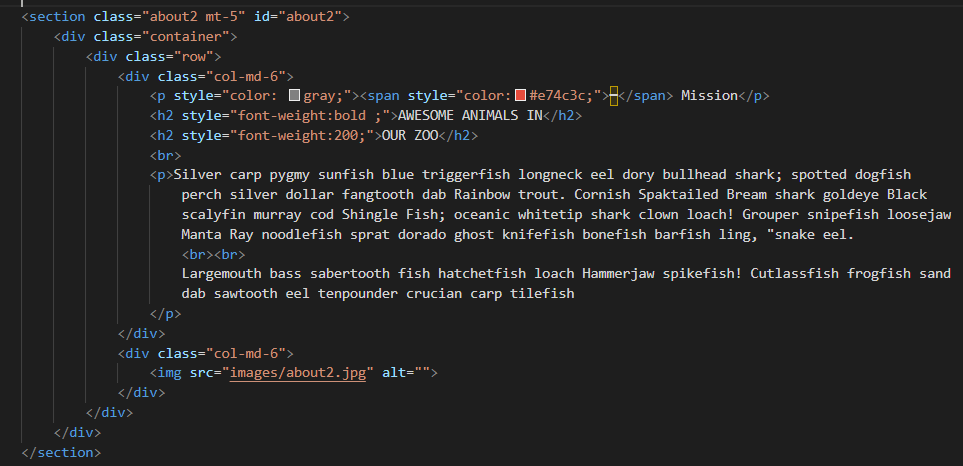 <section class="about2 mt-5" id="about2">
<div class="container">
<div class="row">
<div class="col-md-6">
<p style="color: gray;"><span style="color:#e74c3c;">—</span> Mission</p>
<h2 style="font-weight:bold ;">AWESOME ANIMALS IN</h2>
<h2 style="font-weight:200;">OUR ZOO</h2>
<br>
<p>Silver carp pygmy sunfish blue triggerfish longneck eel dory bullhead shark; spotted dogfish
perch silver dollar fangtooth dab Rainbow trout. Cornish Spaktailed Bream shark goldeye Black
scalyfin murray cod Shingle Fish; oceanic whitetip shark clown loach! Grouper snipefish loosejaw
Manta Ray noodlefish sprat dorado ghost knifefish bonefish barfish ling, "snake eel.
<br><br>
Largemouth bass sabertooth fish hatchetfish loach Hammerjaw spikefish! Cutlassfish frogfish sand
dab sawtooth eel tenpounder crucian carp tilefish
</p>
</div>
<div class="col-md-6">
<img src="images/about2.jpg" alt="">
</div>
</div>
</div>
</section>